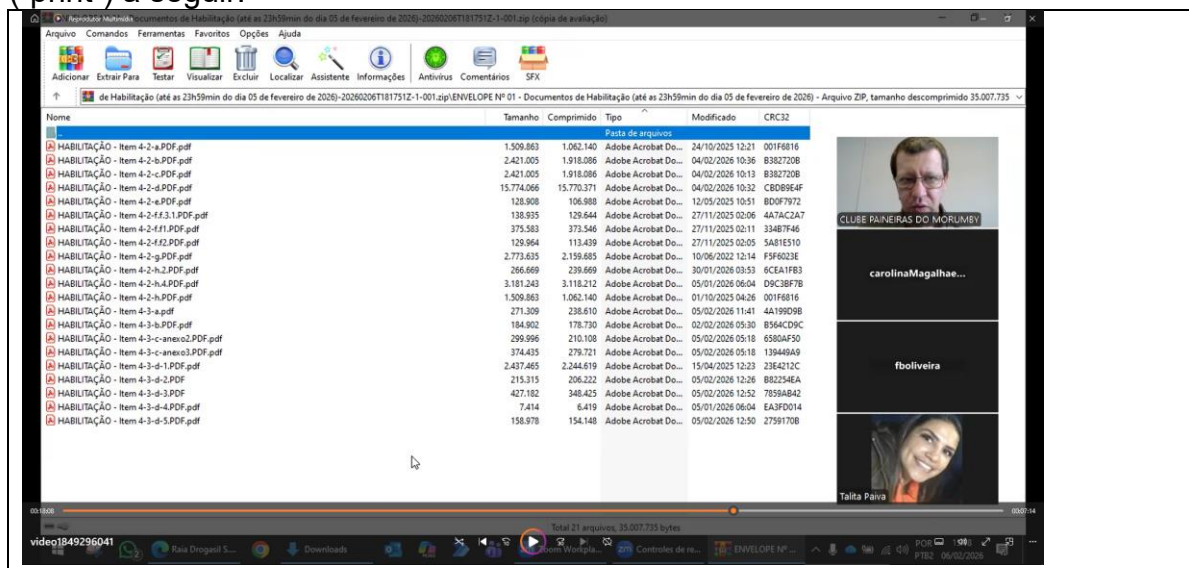 ("print") a seguir:
Reprodutor Multimídia
Documentos de Habilitação (até as 23h59min do dia 05 de fevereiro de 2026)-20260206T181751Z-1-001.zip (cópia de avaliação)
Arquivo Comandos Ferramentas Favoritos Opções Ajuda
Adicionar Extrair Para Testar Visualizar Excluir Localizar Assistente Informações Antivírus Comentários SFX
de Habilitação (até as 23h59min do dia 05 de fevereiro de 2026)-20260206T181751Z-1-001.zip\ENVELOPE Nº 01 - Documentos de Habilitação (até as 23h59min do dia 05 de fevereiro de 2026) - Arquivo ZIP, tamanho descomprimido 35.007.735
Nome Tamanho Comprimido Tipo Modificado CRC32
.. Pasta de arquivos
HABILITAÇÃO - Item 4-2-a.PDF.pdf 1.509.863 1.062.140 Adobe Acrobat Do... 24/10/2025 12:21 001F6816
HABILITAÇÃO - Item 4-2-b.PDF.pdf 2.421.005 1.918.086 Adobe Acrobat Do... 04/02/2026 10:36 B382720B
HABILITAÇÃO - Item 4-2-c.PDF.pdf 2.421.005 1.918.086 Adobe Acrobat Do... 04/02/2026 10:13 B382720B
HABILITAÇÃO - Item 4-2-d.PDF.pdf 15.774.066 15.770.371 Adobe Acrobat Do... 04/02/2026 10:32 CBDB9E4F
HABILITAÇÃO - Item 4-2-e.PDF.pdf 128.908 106.988 Adobe Acrobat Do... 12/05/2025 10:51 BD0F7972
HABILITAÇÃO - Item 4-2-f.f.3.1.PDF.pdf 138.935 129.644 Adobe Acrobat Do... 27/11/2025 02:06 4A7AC2A7
HABILITAÇÃO - Item 4-2-f.f1.PDF.pdf 375.583 373.546 Adobe Acrobat Do... 27/11/2025 02:11 334B7F46
HABILITAÇÃO - Item 4-2-f.f2.PDF.pdf 129.964 113.439 Adobe Acrobat Do... 27/11/2025 02:05 5A81E510
HABILITAÇÃO - Item 4-2-g.PDF.pdf 2.773.635 2.159.685 Adobe Acrobat Do... 10/06/2022 12:14 F5F6023E
HABILITAÇÃO - Item 4-2-h.2.PDF.pdf 266.669 239.669 Adobe Acrobat Do... 30/01/2026 03:53 6CEA1FB3
HABILITAÇÃO - Item 4-2-h.4.PDF.pdf 3.181.243 3.118.212 Adobe Acrobat Do... 05/01/2026 06:04 D9C3BF7B
HABILITAÇÃO - Item 4-2-h.PDF.pdf 1.509.863 1.062.140 Adobe Acrobat Do... 01/10/2025 04:26 001F6816
HABILITAÇÃO - Item 4-3-a.pdf 271.309 238.610 Adobe Acrobat Do... 05/02/2026 11:41 4A199D9B
HABILITAÇÃO - Item 4-3-b.PDF.pdf 184.902 178.730 Adobe Acrobat Do... 02/02/2026 05:30 B564CD9C
HABILITAÇÃO - Item 4-3-c-anexo2.PDF.pdf 299.996 210.108 Adobe Acrobat Do... 05/02/2026 05:18 6580AF50
HABILITAÇÃO - Item 4-3-c-anexo3.PDF.pdf 374.435 279.721 Adobe Acrobat Do... 05/02/2026 05:18 139449A9
HABILITAÇÃO - Item 4-3-d-1.PDF.pdf 2.437.465 2.244.619 Adobe Acrobat Do... 15/04/2025 12:23 23E4212C
HABILITAÇÃO - Item 4-3-d-2.PDF 215.315 206.222 Adobe Acrobat Do... 05/02/2026 12:26 B82254EA
HABILITAÇÃO - Item 4-3-d-3.PDF 427.182 348.425 Adobe Acrobat Do... 05/02/2026 12:52 7859AB42
HABILITAÇÃO - Item 4-3-d-4.PDF.pdf 7.414 6.419 Adobe Acrobat Do... 05/01/2026 06:04 EA3FD014
HABILITAÇÃO - Item 4-3-d-5.PDF.pdf 158.978 154.148 Adobe Acrobat Do... 05/02/2026 12:50 2759170B
CLUBE PAINEIRAS DO MORUMBY
carolinaMagalhae...
fboliveira
Talita Paiva
00:18:08 00:07:14
Total 21 arquivos, 35.007.735 bytes
video1849296041
Raia Drogasil S... Downloads Zoom Workpla... Controles de re... ENVELOPE Nº ...
POR
PTB2 06/02/2026